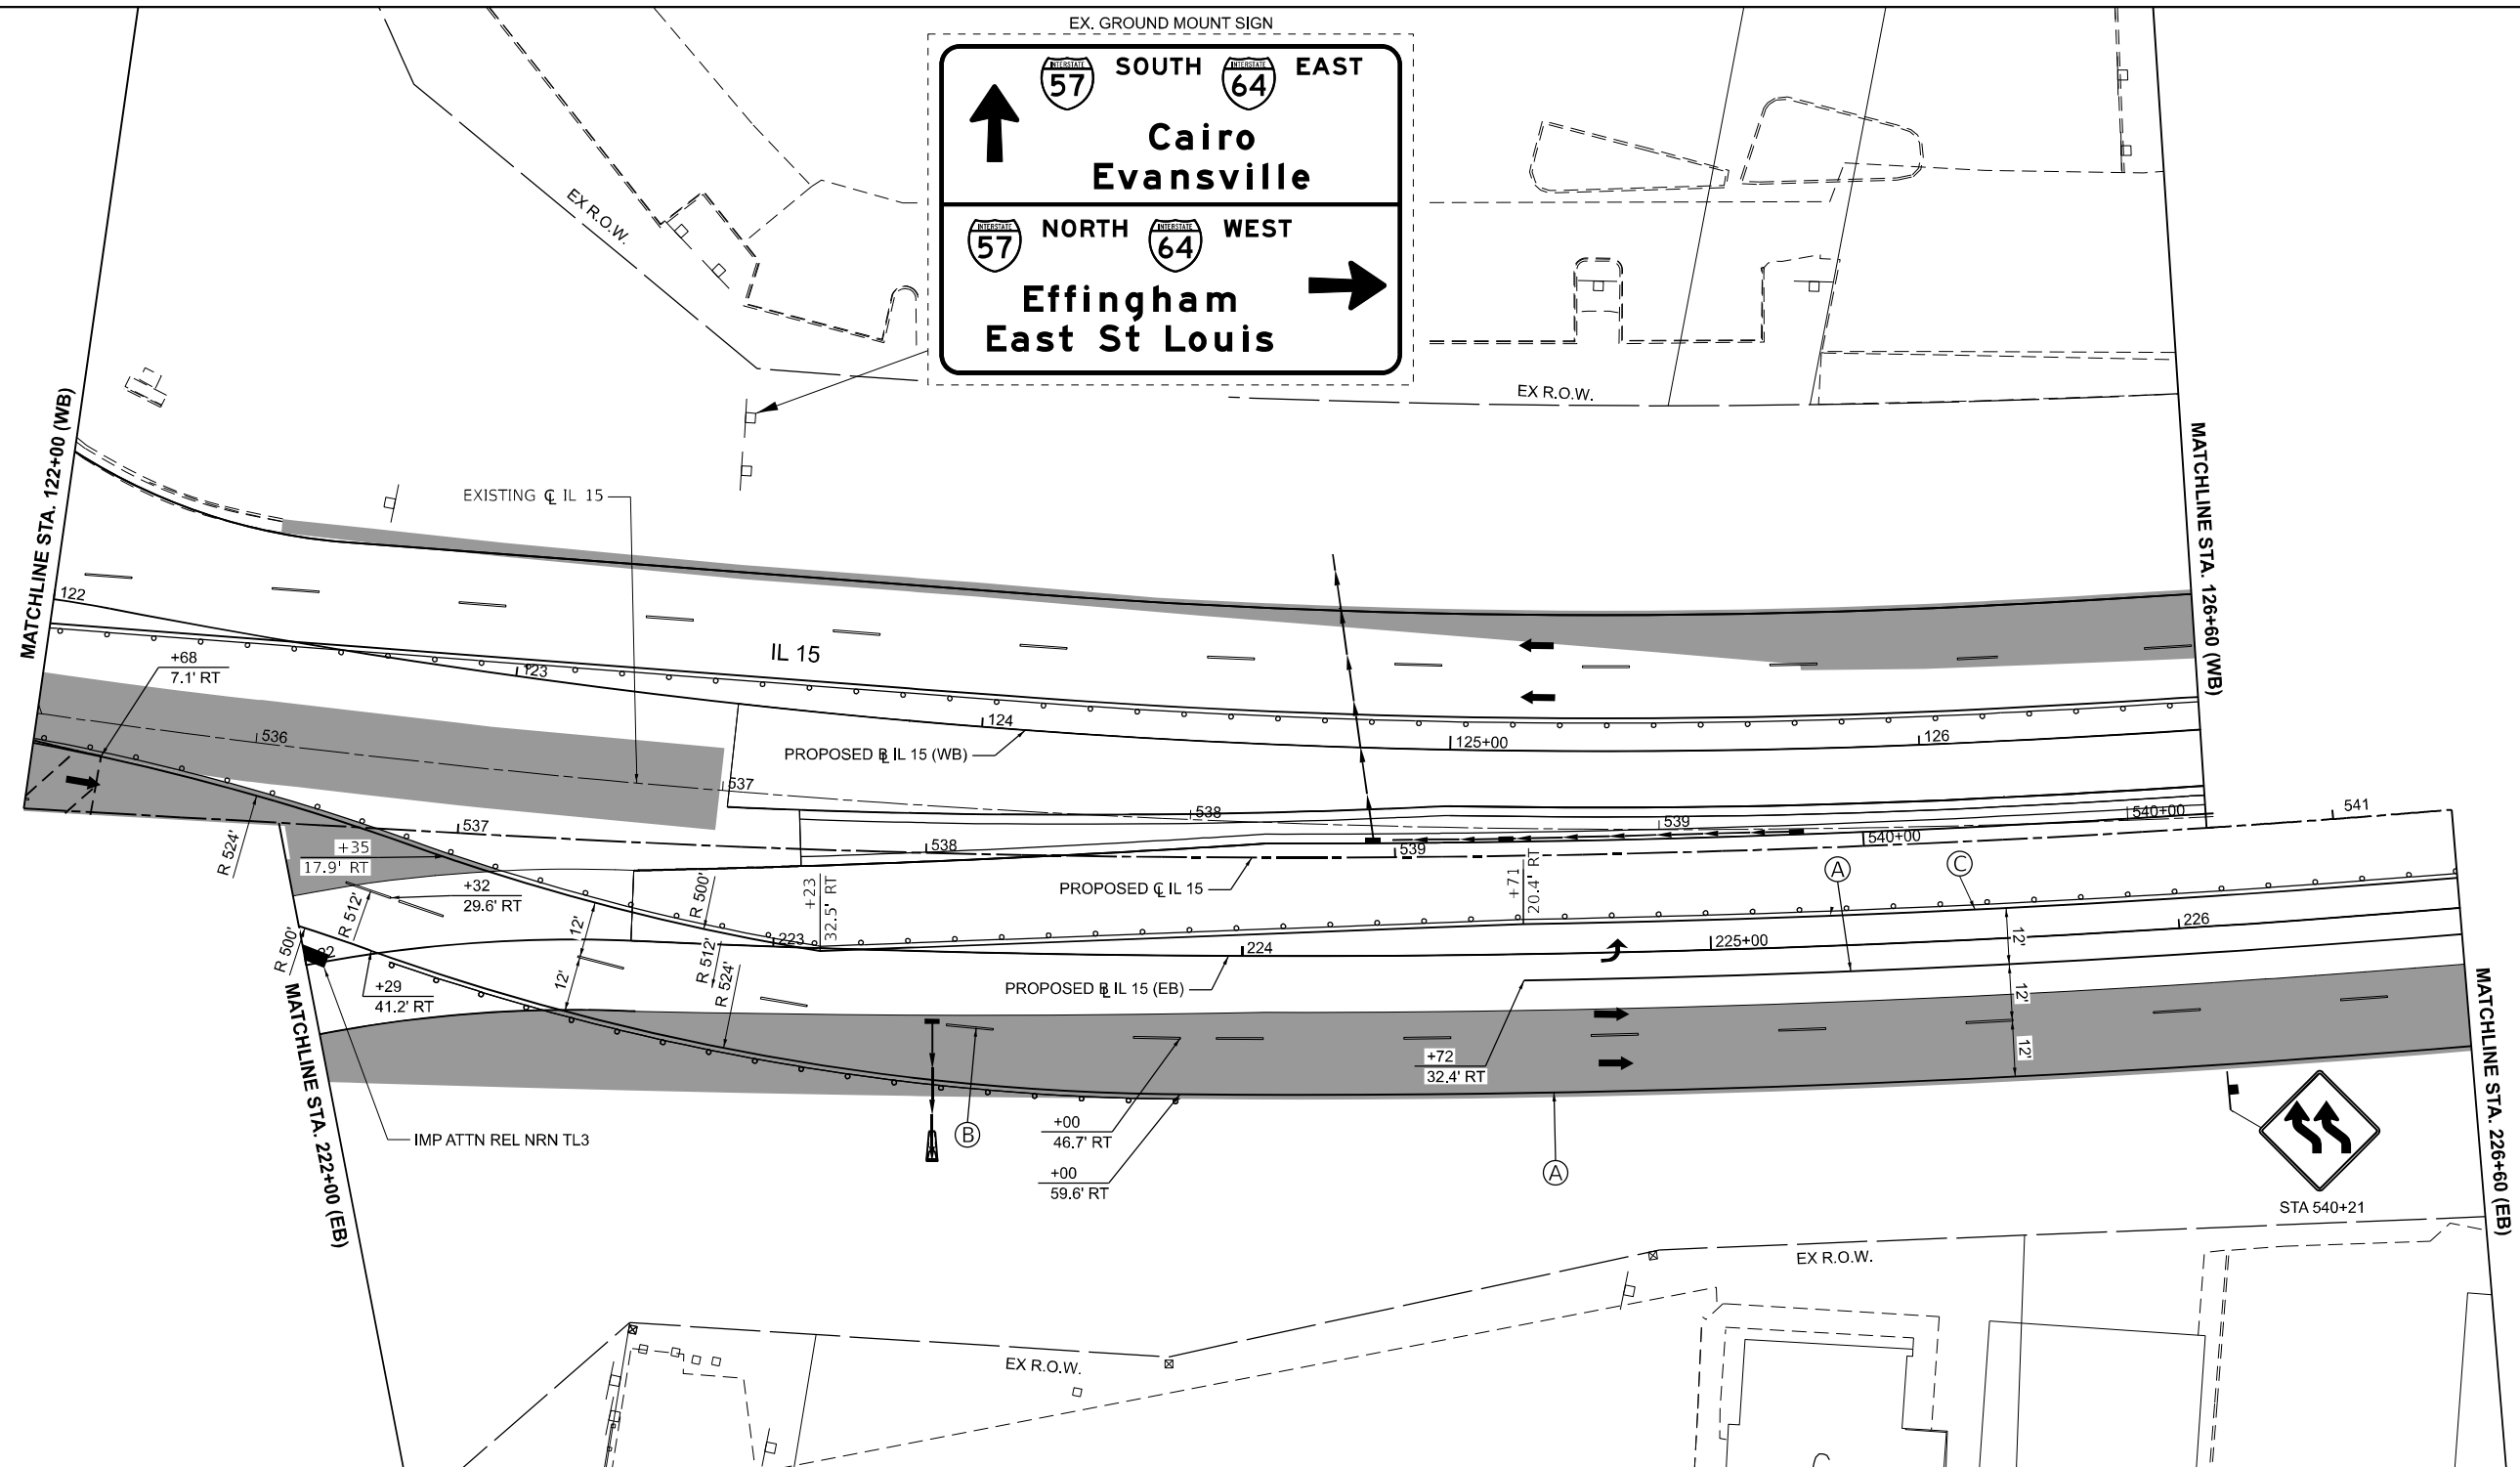 EX. GROUND MOUNT SIGN
INTERSTATE 57 SOUTH INTERSTATE 64 EAST
Cairo
Evansville
INTERSTATE 57 NORTH INTERSTATE 64 WEST
Effingham
East St Louis
EX R.O.W.
EX R.O.W.
MATCHLINE STA. 122+00 (WB)
MATCHLINE STA. 126+60 (WB)
EXISTING ℄ IL 15
122
IL 15
+68
7.1' RT
123
124
125+00
126
PROPOSED BL IL 15 (WB)
536
537
538
539
540+00
541
537
538
539
540+00
R 524'
+35
17.9' RT
+32
29.6' RT
R 512'
R 500'
+23
32.5' RT
PROPOSED ℄ IL 15
+71
20.4' RT
A
C
R 500'
12'
12'
223
224
225+00
226
R 512'
R 524'
+29
41.2' RT
PROPOSED BL IL 15 (EB)
12'
12'
12'
+72
32.4' RT
MATCHLINE STA. 222+00 (EB)
MATCHLINE STA. 226+60 (EB)
IMP ATTN REL NRN TL3
B
+00
46.7' RT
+00
59.6' RT
A
STA 540+21
EX R.O.W.
EX R.O.W.